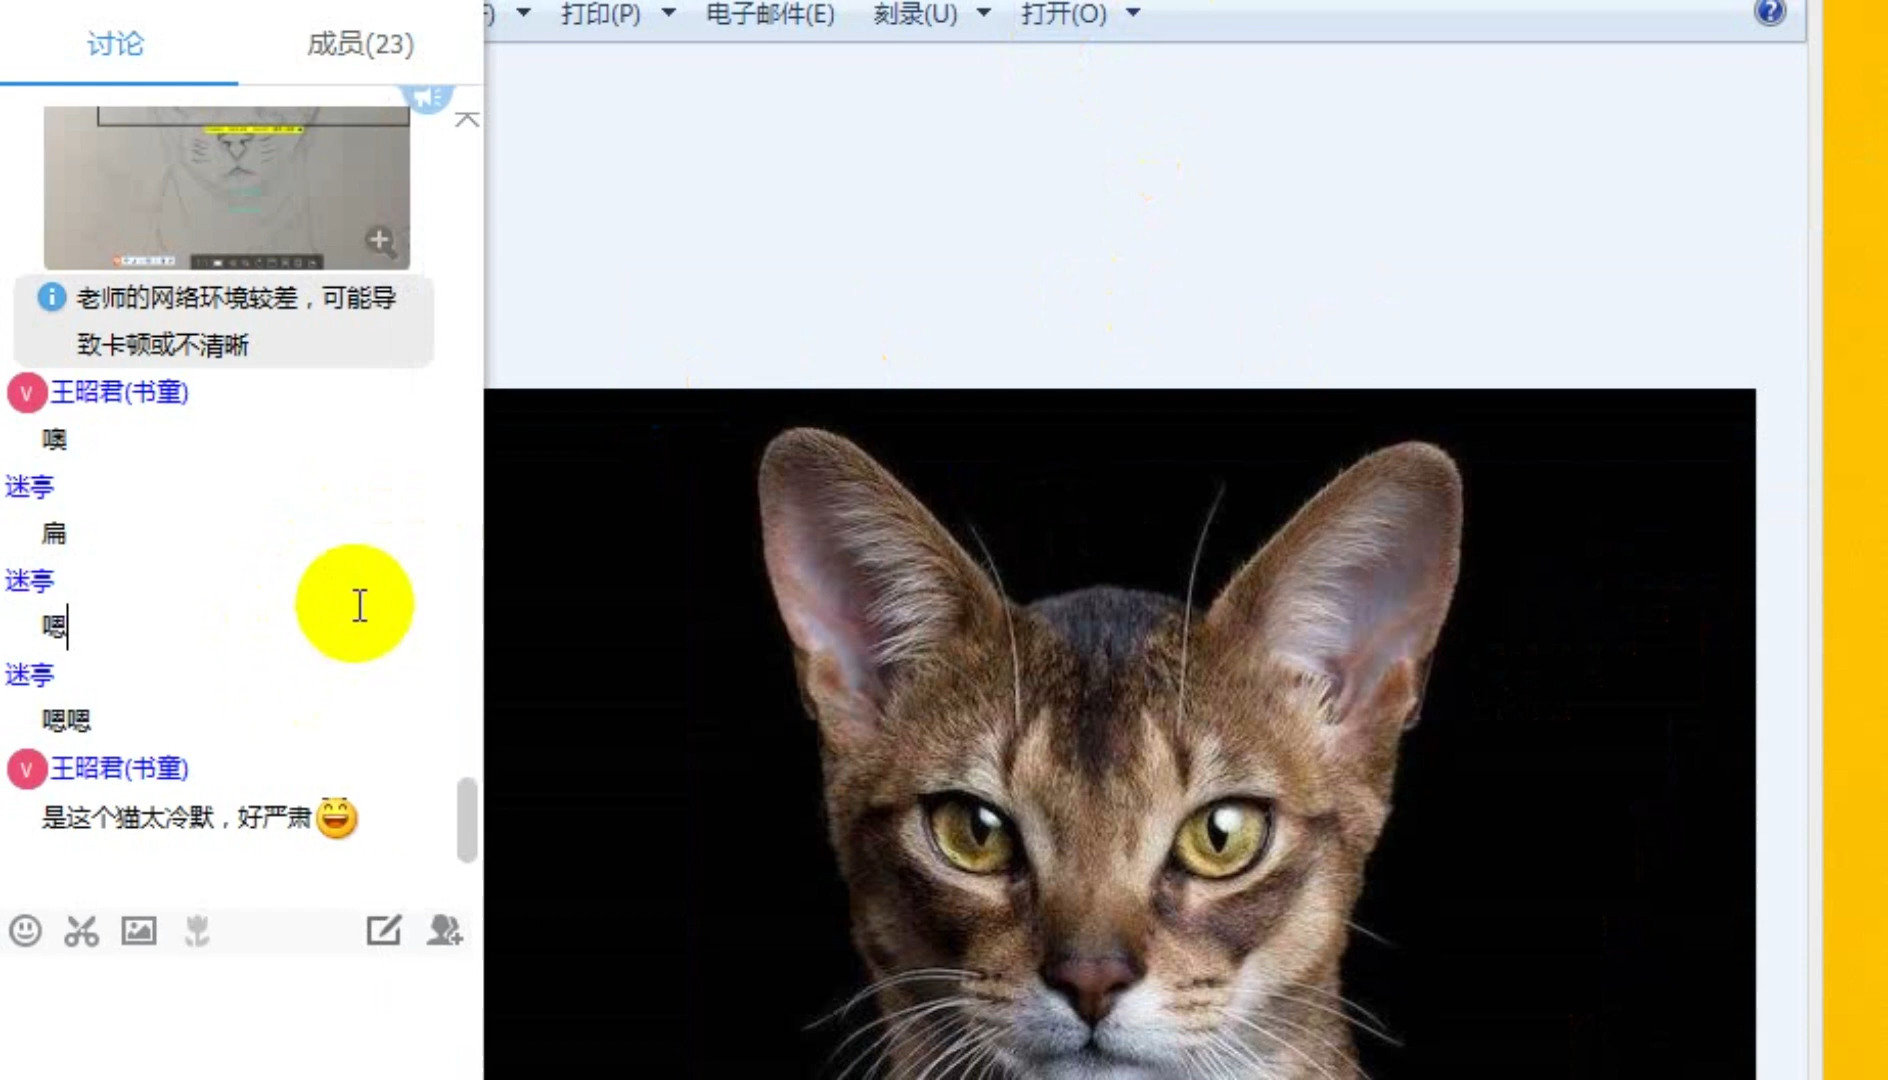 讨论
成员(23)
打印(P)
电子邮件(E)
刻录(U)
打开(O)
老师的网络环境较差，可能导
致卡顿或不清晰
V 王昭君(书童)
噢
迷亭
扁
迷亭
嗯
迷亭
嗯嗯
V 王昭君(书童)
是这个猫太冷默，好严肃